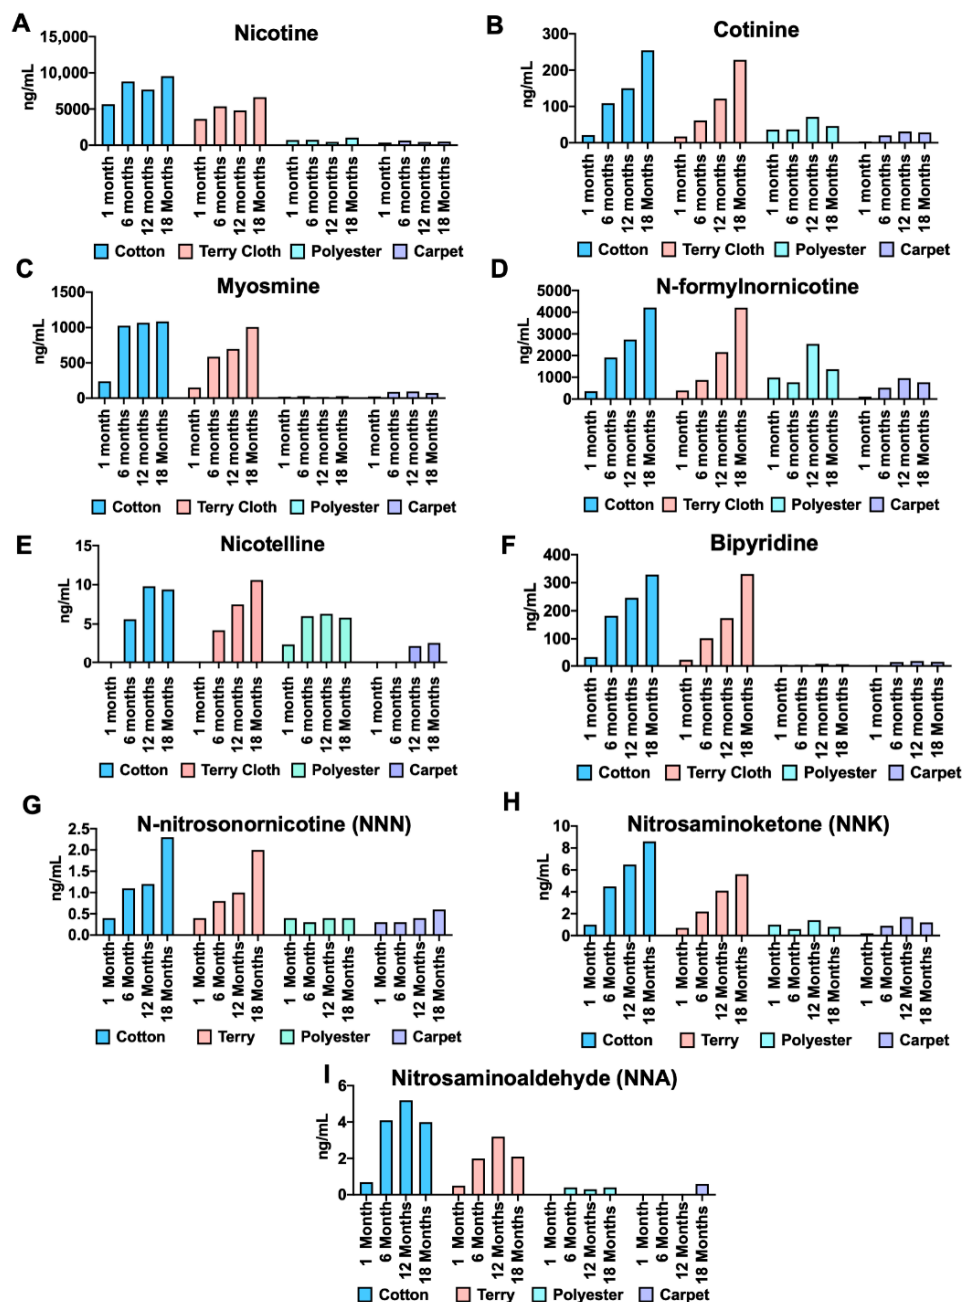 A
Nicotine
ng/mL
15,000
10,000
5000
0
1 month
6 months
12 months
18 Months
1 month
6 months
12 months
18 Months
1 month
6 months
12 months
18 Months
1 month
6 months
12 months
18 Months
Cotton Terry Cloth Polyester Carpet
B
Cotinine
ng/mL
300
200
100
0
1 month
6 months
12 months
18 Months
1 month
6 months
12 months
18 Months
1 month
6 months
12 months
18 Months
1 month
6 months
12 months
18 Months
Cotton Terry Cloth Polyester Carpet
C
Myosmine
ng/mL
1500
1000
500
0
1 month
6 months
12 months
18 Months
1 month
6 months
12 months
18 Months
1 month
6 months
12 months
18 Months
1 month
6 months
12 months
18 Months
Cotton Terry Cloth Polyester Carpet
D
N-formylnornicotine
ng/mL
5000
4000
3000
2000
1000
0
1 month
6 months
12 months
18 Months
1 month
6 months
12 months
18 Months
1 month
6 months
12 months
18 Months
1 month
6 months
12 months
18 Months
Cotton Terry Cloth Polyester Carpet
E
Nicotelline
ng/mL
15
10
5
0
1 month
6 months
12 months
18 Months
1 month
6 months
12 months
18 Months
1 month
6 months
12 months
18 Months
1 month
6 months
12 months
18 Months
Cotton Terry Cloth Polyester Carpet
F
Bipyridine
ng/mL
400
300
200
100
0
1 month
6 months
12 months
18 Months
1 month
6 months
12 months
18 Months
1 month
6 months
12 months
18 Months
1 month
6 months
12 months
18 Months
Cotton Terry Cloth Polyester Carpet
G
N-nitrosonornicotine (NNN)
ng/mL
2.5
2.0
1.5
1.0
0.5
0.0
1 Month
6 Month
12 Months
18 Months
1 Month
6 Month
12 Months
18 Months
1 Month
6 Month
12 Months
18 Months
1 Month
6 Month
12 Months
18 Months
Cotton Terry Polyester Carpet
H
Nitrosaminoketone (NNK)
ng/mL
10
8
6
4
2
0
1 Month
6 Month
12 Months
18 Months
1 Month
6 Month
12 Months
18 Months
1 Month
6 Month
12 Months
18 Months
1 Month
6 Month
12 Months
18 Months
Cotton Terry Polyester Carpet
I
Nitrosaminoaldehyde (NNA)
ng/mL
6
4
2
0
1 Month
6 Month
12 Months
18 Months
1 Month
6 Month
12 Months
18 Months
1 Month
6 Month
12 Months
18 Months
1 Month
6 Month
12 Months
18 Months
Cotton Terry Polyester Carpet